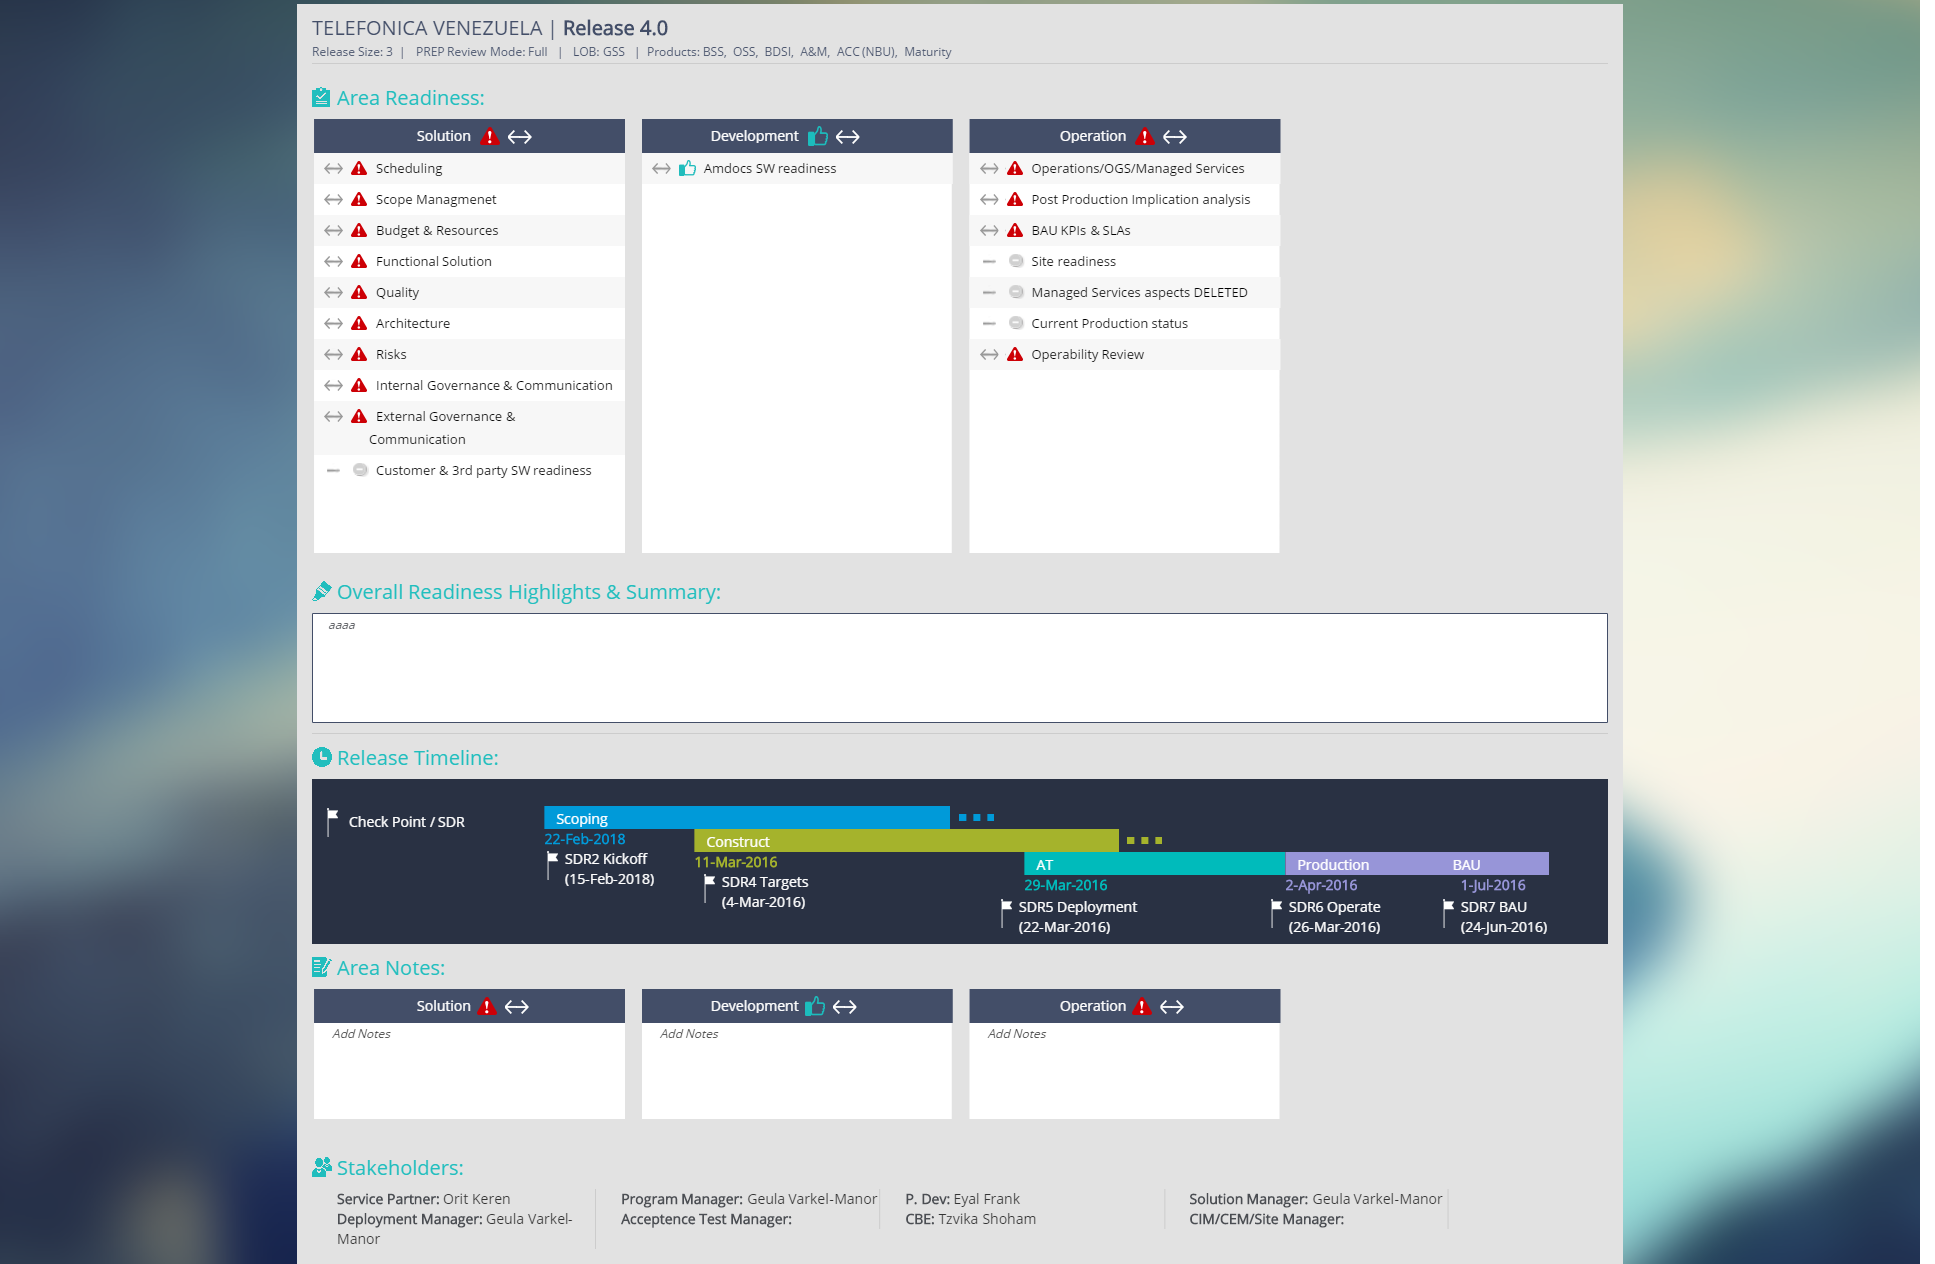 TELEFONICA VENEZUELA | Release 4.0
Release Size: 3 | PREP Review Mode: Full | LOB: GSS | Products: BSS, OSS, BDSI, A&M, ACC (NBU), Maturity
Area Readiness:
Solution
Scheduling
Scope Managmenet
Budget & Resources
Functional Solution
Quality
Architecture
Risks
Internal Governance & Communication
External Governance &
Communication
Customer & 3rd party SW readiness
Development
Amdocs SW readiness
Operation
Operations/OGS/Managed Services
Post Production Implication analysis
BAU KPIs & SLAs
Site readiness
Managed Services aspects DELETED
Current Production status
Operability Review
Overall Readiness Highlights & Summary:
aaaa
Release Timeline:
Check Point / SDR
Scoping
22-Feb-2018
SDR2 Kickoff
(15-Feb-2018)
Construct
11-Mar-2016
SDR4 Targets
(4-Mar-2016)
AT
29-Mar-2016
SDR5 Deployment
(22-Mar-2016)
Production
2-Apr-2016
SDR6 Operate
(26-Mar-2016)
BAU
1-Jul-2016
SDR7 BAU
(24-Jun-2016)
Area Notes:
Solution
Add Notes
Development
Add Notes
Operation
Add Notes
Stakeholders:
Service Partner: Orit Keren
Deployment Manager: Geula Varkel-
Manor
Program Manager: Geula Varkel-Manor
Acceptence Test Manager:
P. Dev: Eyal Frank
CBE: Tzvika Shoham
Solution Manager: Geula Varkel-Manor
CIM/CEM/Site Manager: